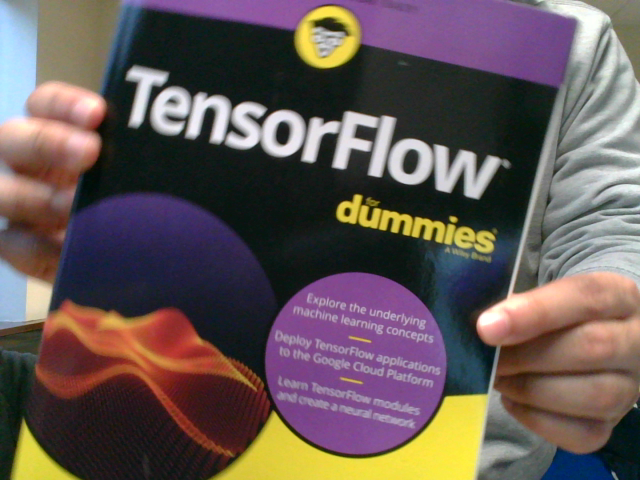 TensorFlow™
for
dummies®
A Wiley Brand
Explore the underlying
machine learning concepts
Deploy TensorFlow applications
to the Google Cloud Platform
Learn TensorFlow modules
and create a neural network